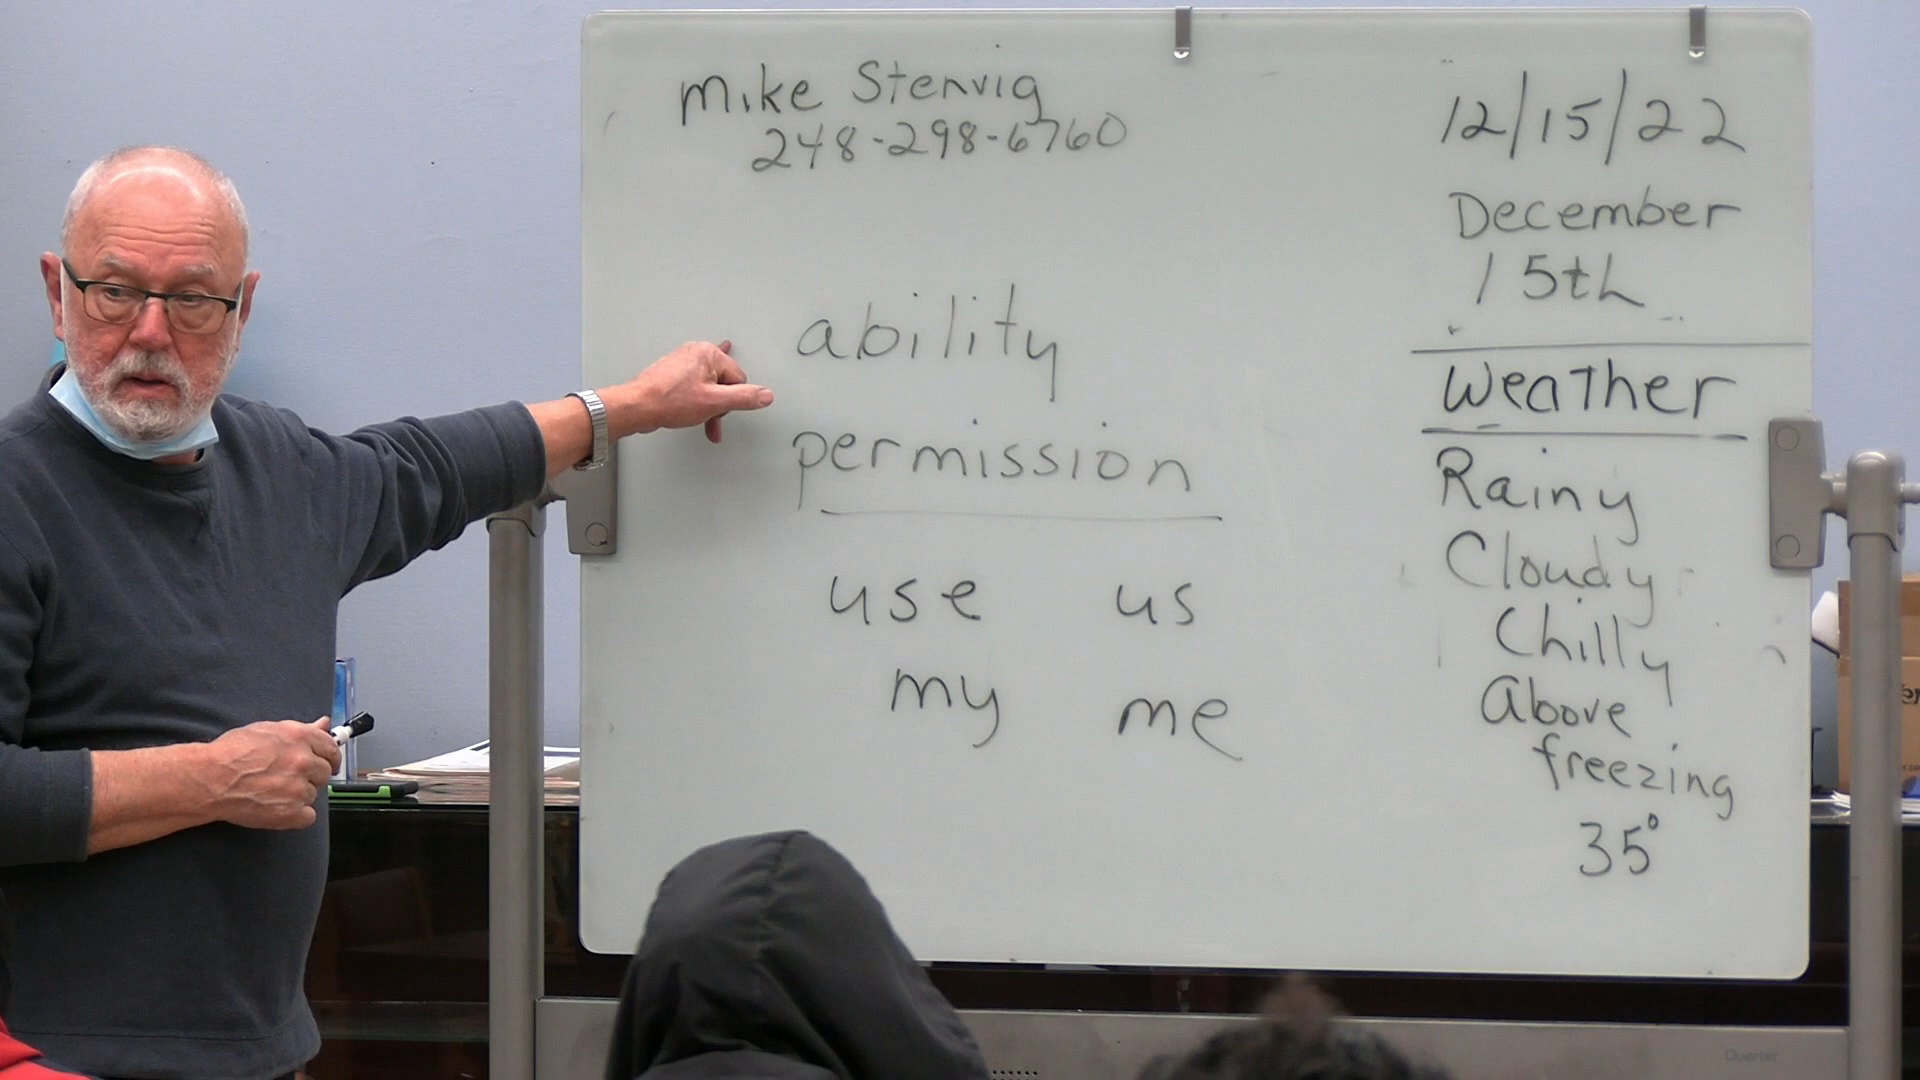 Mike Stenvig
248-298-6760
ability
permission
use us
my me
12/15/22
December
15th
Weather
Rainy
Cloudy
Chilly
Above
freezing
35°
Quarter